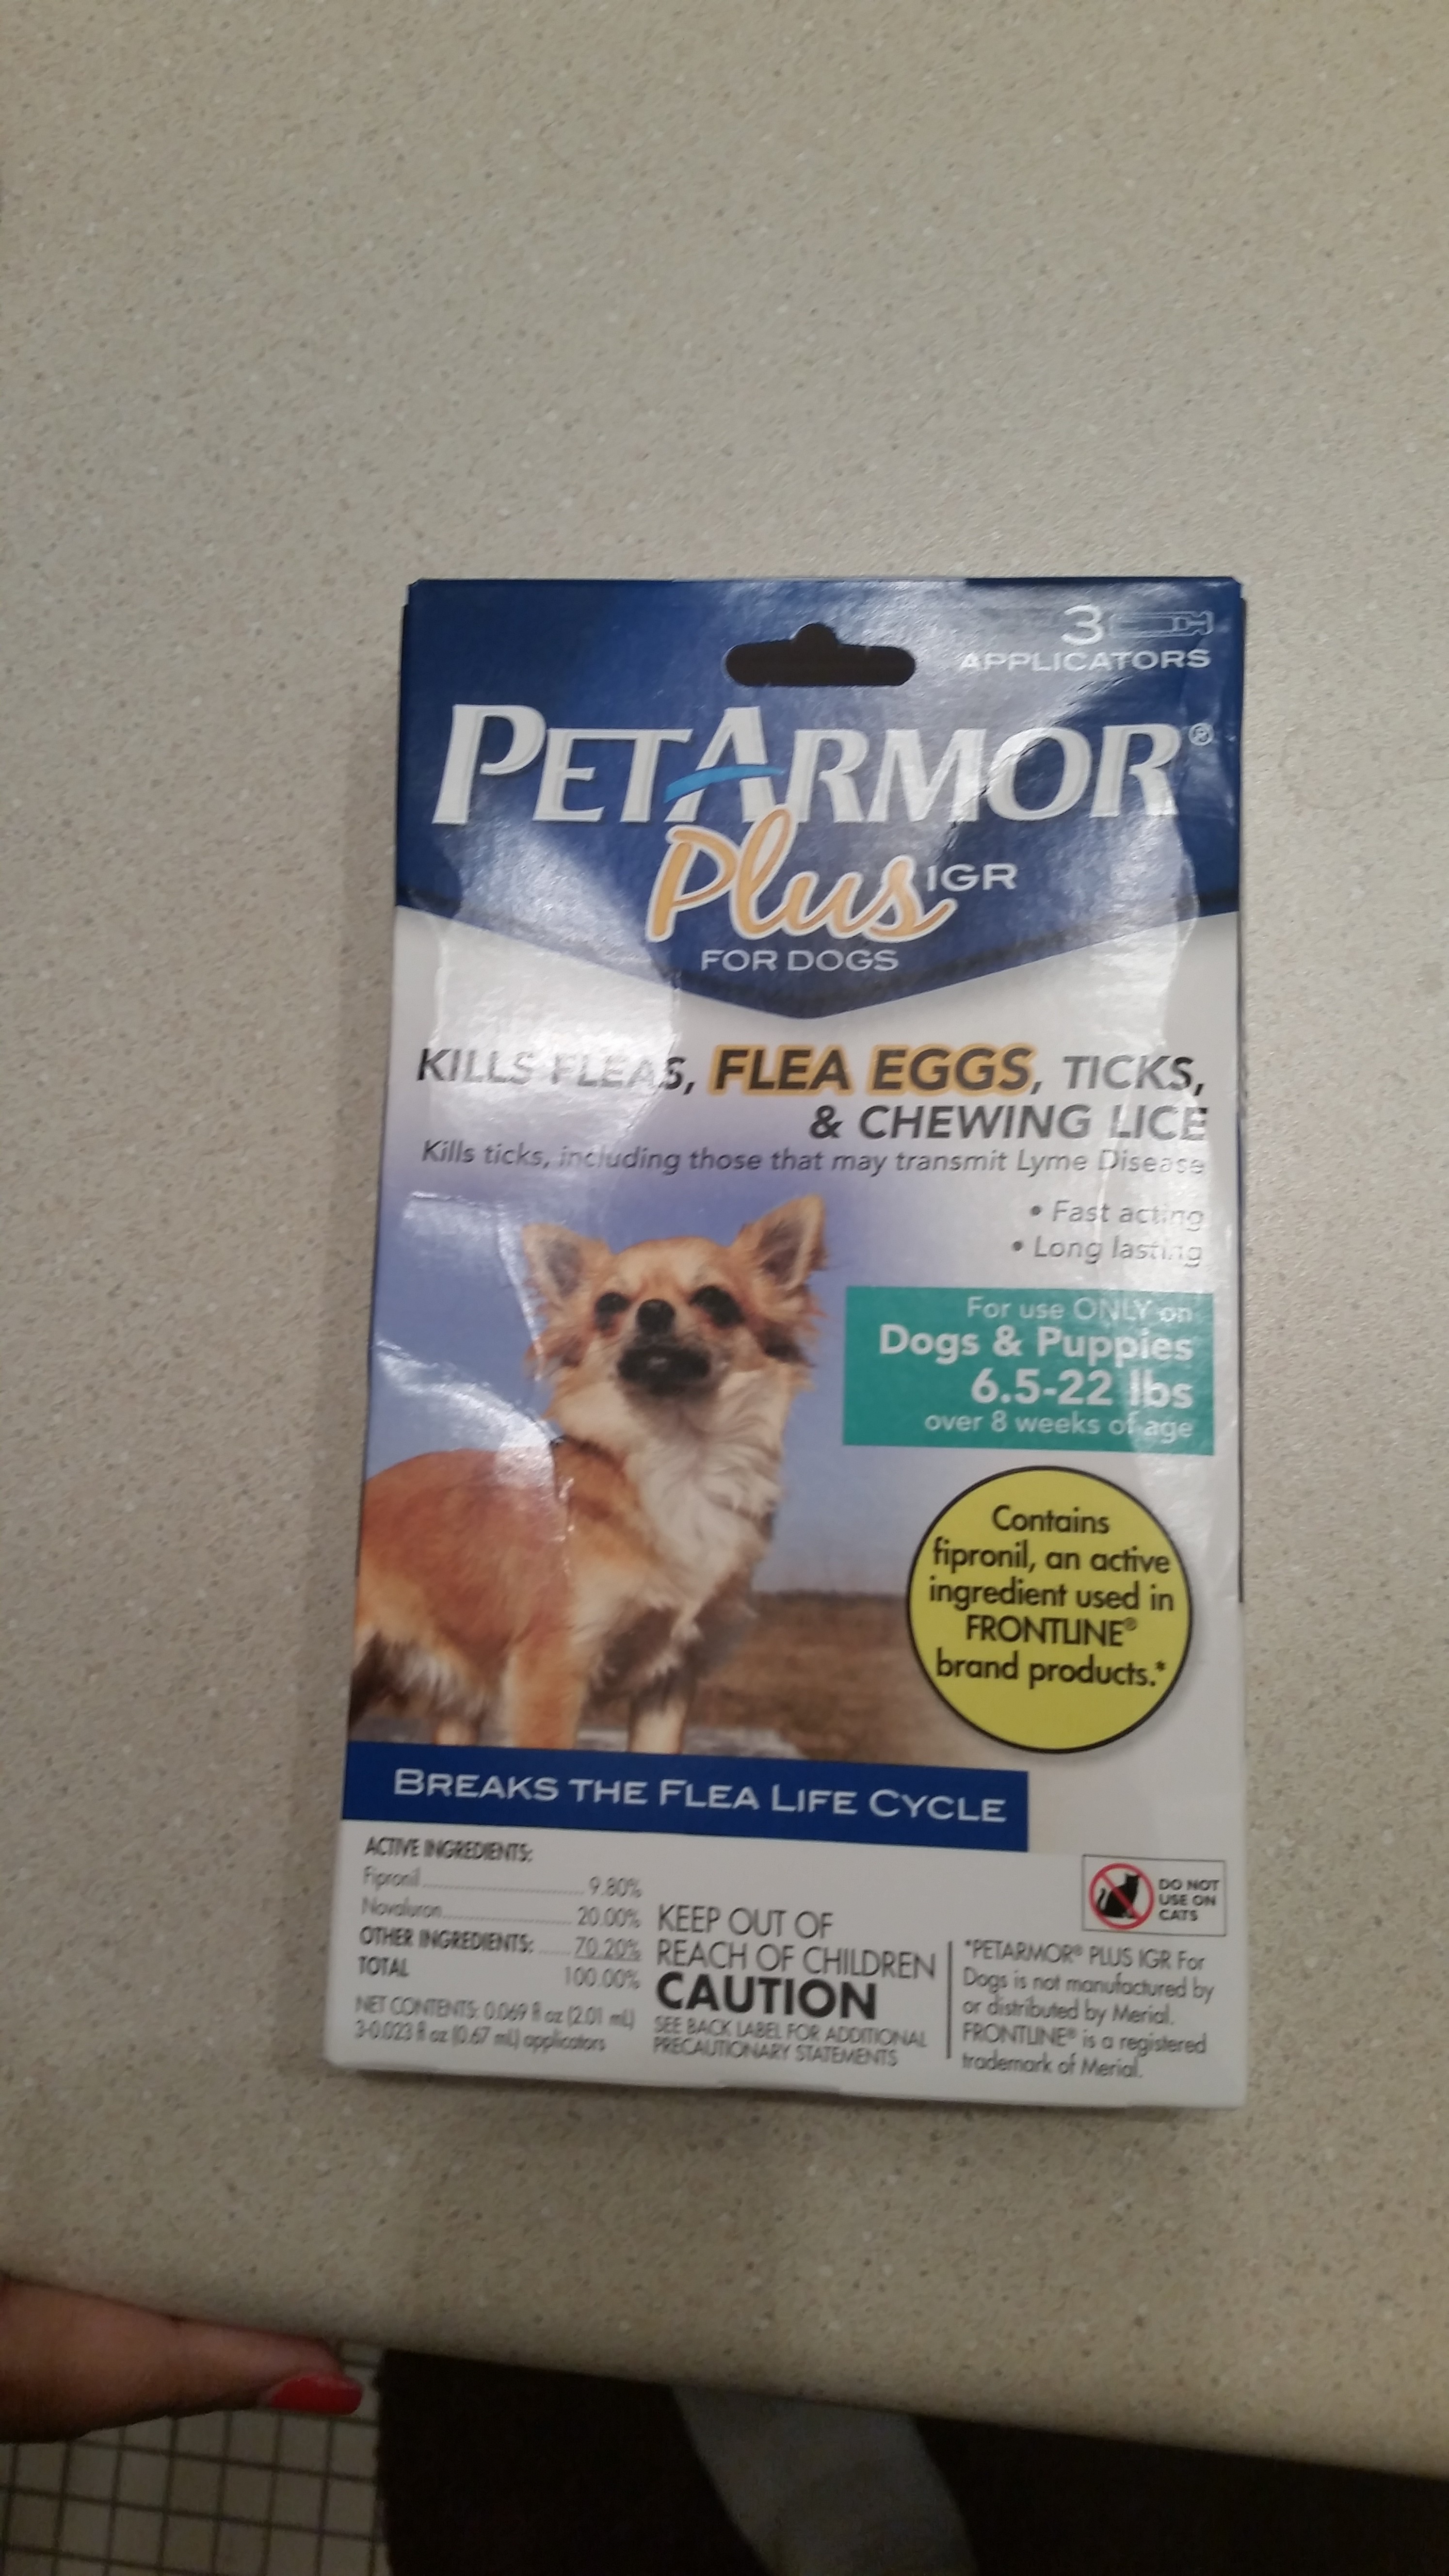 3
APPLICATORS
PETARMOR®
Plus IGR
FOR DOGS
KILLS FLEAS, FLEA EGGS, TICKS,
& CHEWING LICE
Kills ticks, including those that may transmit Lyme Disease
• Fast acting
• Long lasting
For use ONLY on
Dogs & Puppies
6.5-22 lbs
over 8 weeks of age
Contains
fipronil, an active
ingredient used in
FRONTLINE®
brand products.*
BREAKS THE FLEA LIFE CYCLE
ACTIVE INGREDIENTS:
Fipronil 9.80%
Novaluron 20.00%
OTHER INGREDIENTS: 70.20%
TOTAL 100.00%
NET CONTENTS: 0.069 fl oz (2.01 mL)
3-0.023 fl oz (0.67 mL) applicators
KEEP OUT OF
REACH OF CHILDREN
CAUTION
SEE BACK LABEL FOR ADDITIONAL
PRECAUTIONARY STATEMENTS
DO NOT
USE ON
CATS
*PETARMOR® PLUS IGR For
Dogs is not manufactured by
or distributed by Merial.
FRONTLINE® is a registered
trademark of Merial.